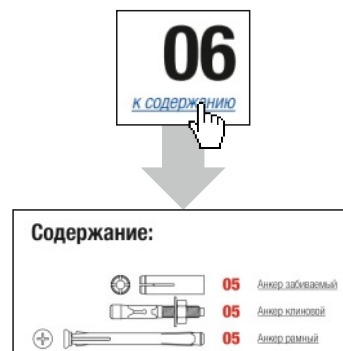 06
к содержанию
Содержание:
05 Анкер забиваемый
05 Анкер клиновой
05 Анкер рамный